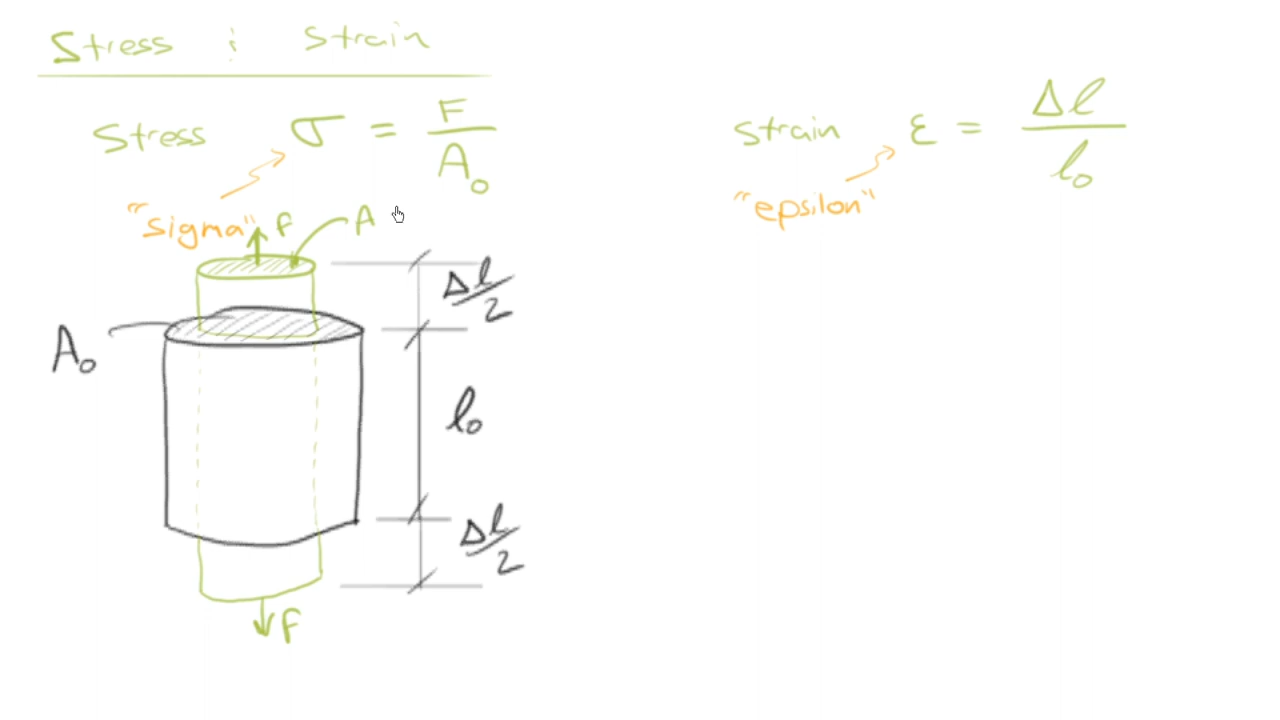 Stress & Strain
Stress σ = F / A₀
"sigma"
F
A
A₀
Δl/2
l₀
Δl/2
F
Strain ε = Δl / l₀
"epsilon"